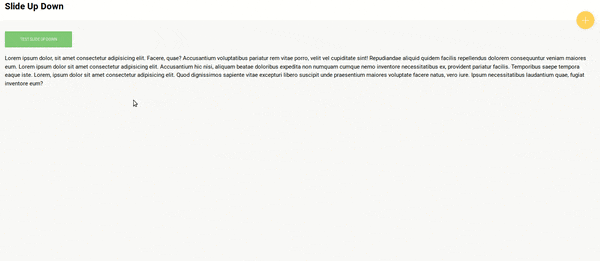 Slide Up Down
TEST SLIDE UP DOWN
Lorem ipsum dolor, sit amet consectetur adipisicing elit. Facere, quae? Accusantium voluptatibus pariatur rem vitae porro, velit vel cupiditate sint! Repudiandae aliquid quidem facilis repellendus dolorem consequuntur veniam maiores
eum. Lorem ipsum dolor sit amet consectetur adipisicing elit. Accusantium hic nisi, aliquam beatae doloribus expedita non numquam cumque nemo inventore necessitatibus ex, provident pariatur facilis. Temporibus saepe tempora
eaque iste. Lorem, ipsum dolor sit amet consectetur adipisicing elit. Quod dignissimos sapiente vitae excepturi libero suscipit unde praesentium maiores voluptate facere natus, vero iure. Ipsum necessitatibus laudantium quae, fugiat
inventore eum?